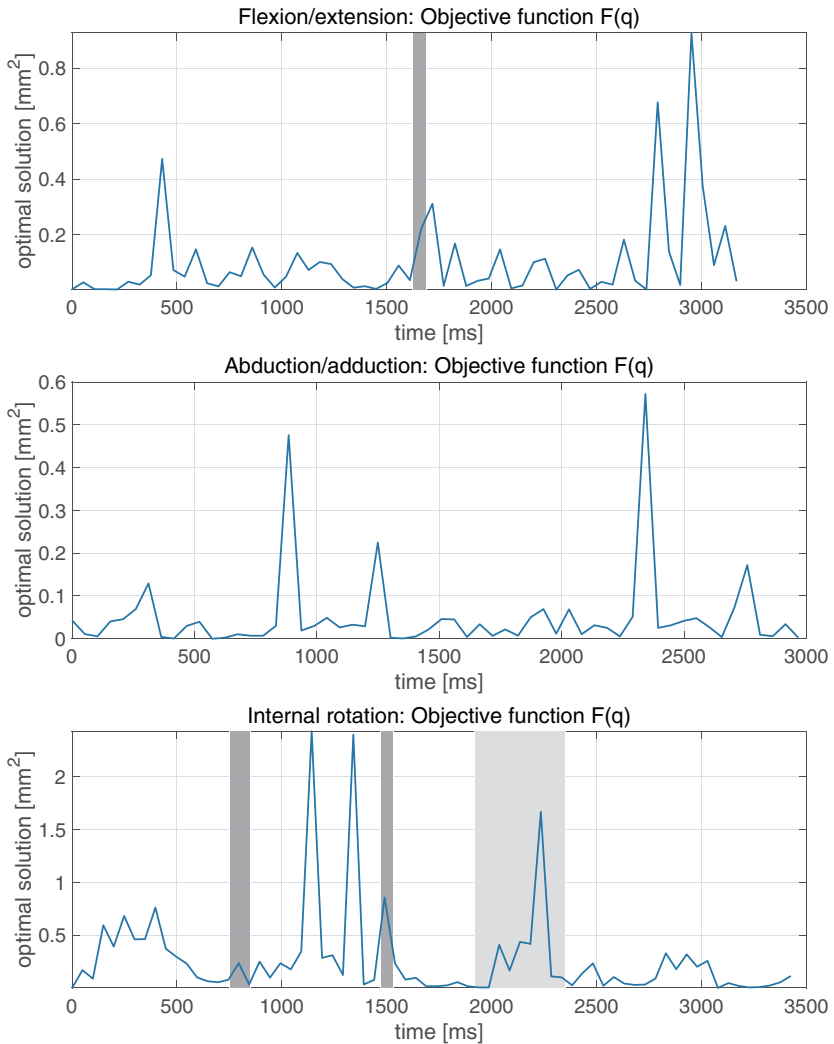 Flexion/extension: Objective function F(q)
optimal solution [mm²]
0.8
0.6
0.4
0.2
0 500 1000 1500 2000 2500 3000 3500
time [ms]
Abduction/adduction: Objective function F(q)
optimal solution [mm²]
0.6
0.5
0.4
0.3
0.2
0.1
0
0 500 1000 1500 2000 2500 3000
time [ms]
Internal rotation: Objective function F(q)
optimal solution [mm²]
2
1.5
1
0.5
0 500 1000 1500 2000 2500 3000 3500
time [ms]